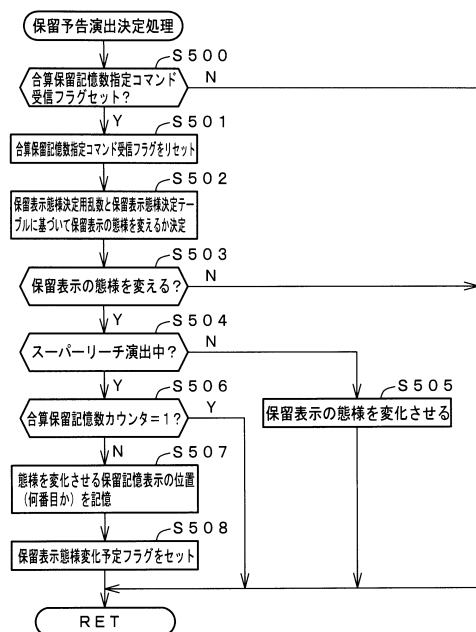 保留予告演出決定処理
S500
合算保留記憶数指定コマンド
受信フラグセット？
N
Y
S501
合算保留記憶数指定コマンド受信フラグをリセット
S502
保留表示態様決定用乱数と保留表示態様決定テー
ブルに基づいて保留表示の態様を変えるか決定
S503
保留表示の態様を変える？
N
Y
S504
スーパーリーチ演出中？
N
Y
S505
保留表示の態様を変化させる
S506
合算保留記憶数カウンタ＝1？
Y
N
S507
態様を変化させる保留記憶表示の位置
（何番目か）を記憶
S508
保留表示態様変化予定フラグをセット
RET